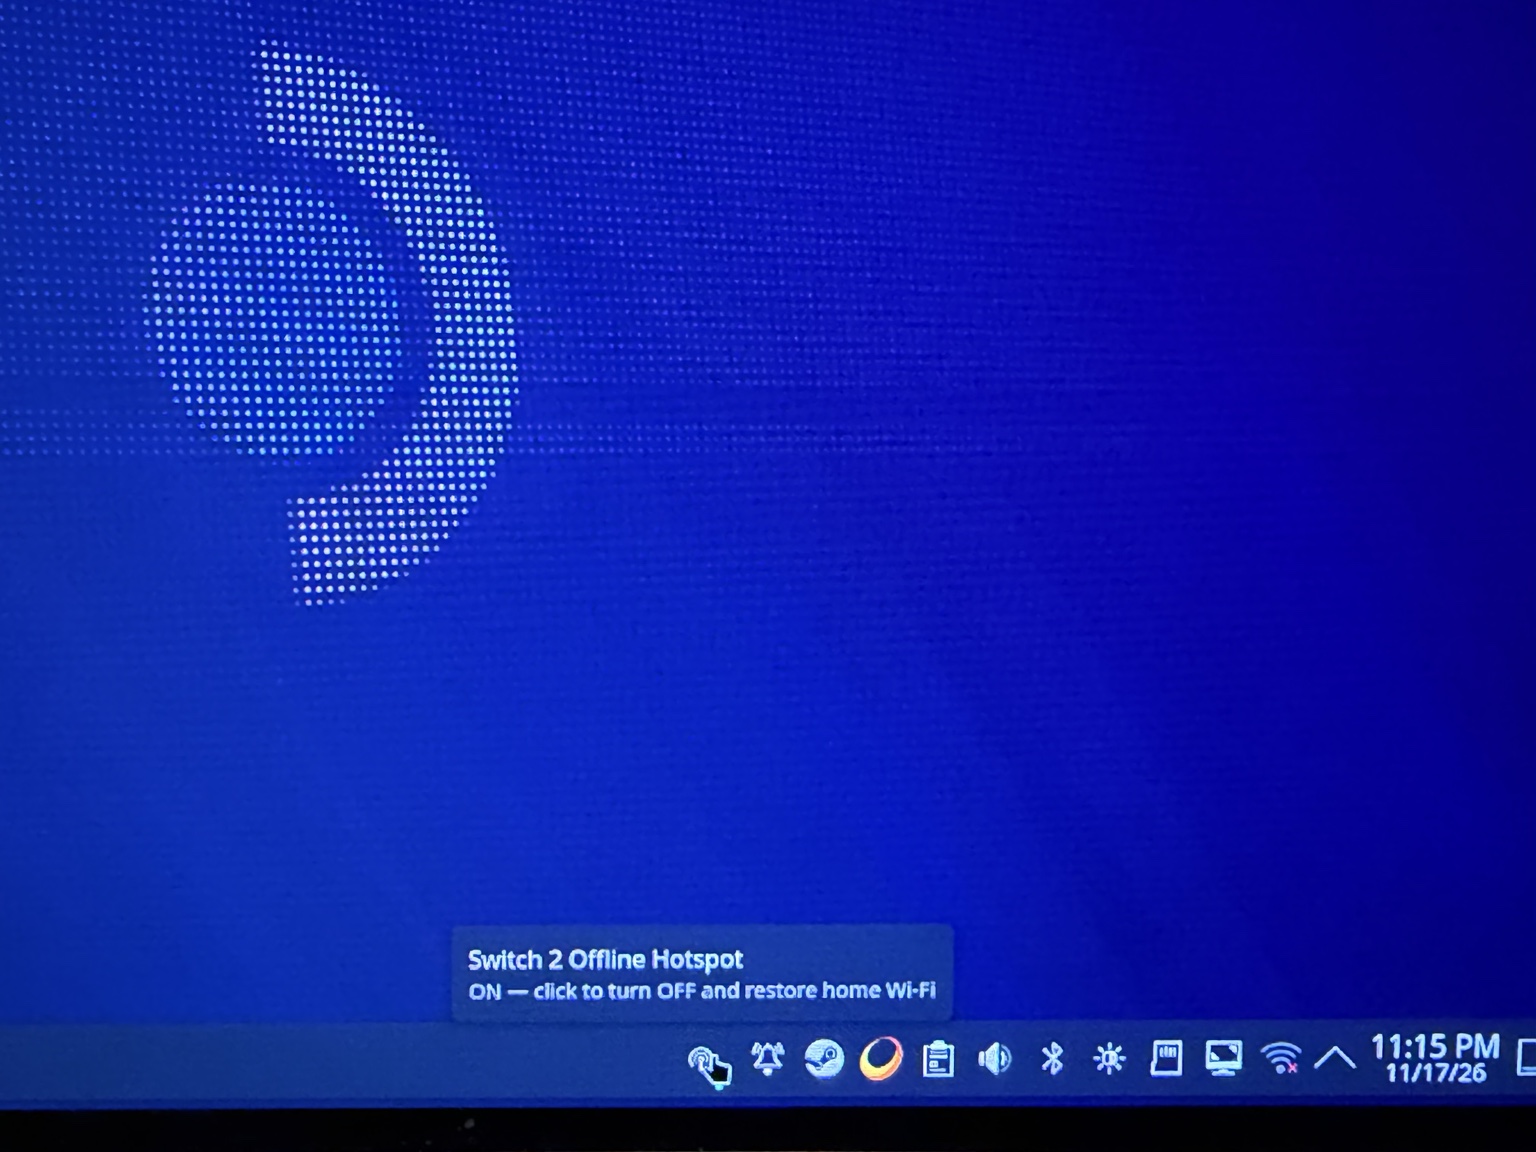 Switch 2 Offline Hotspot
ON — click to turn OFF and restore home Wi-Fi
11:15 PM
11/17/26